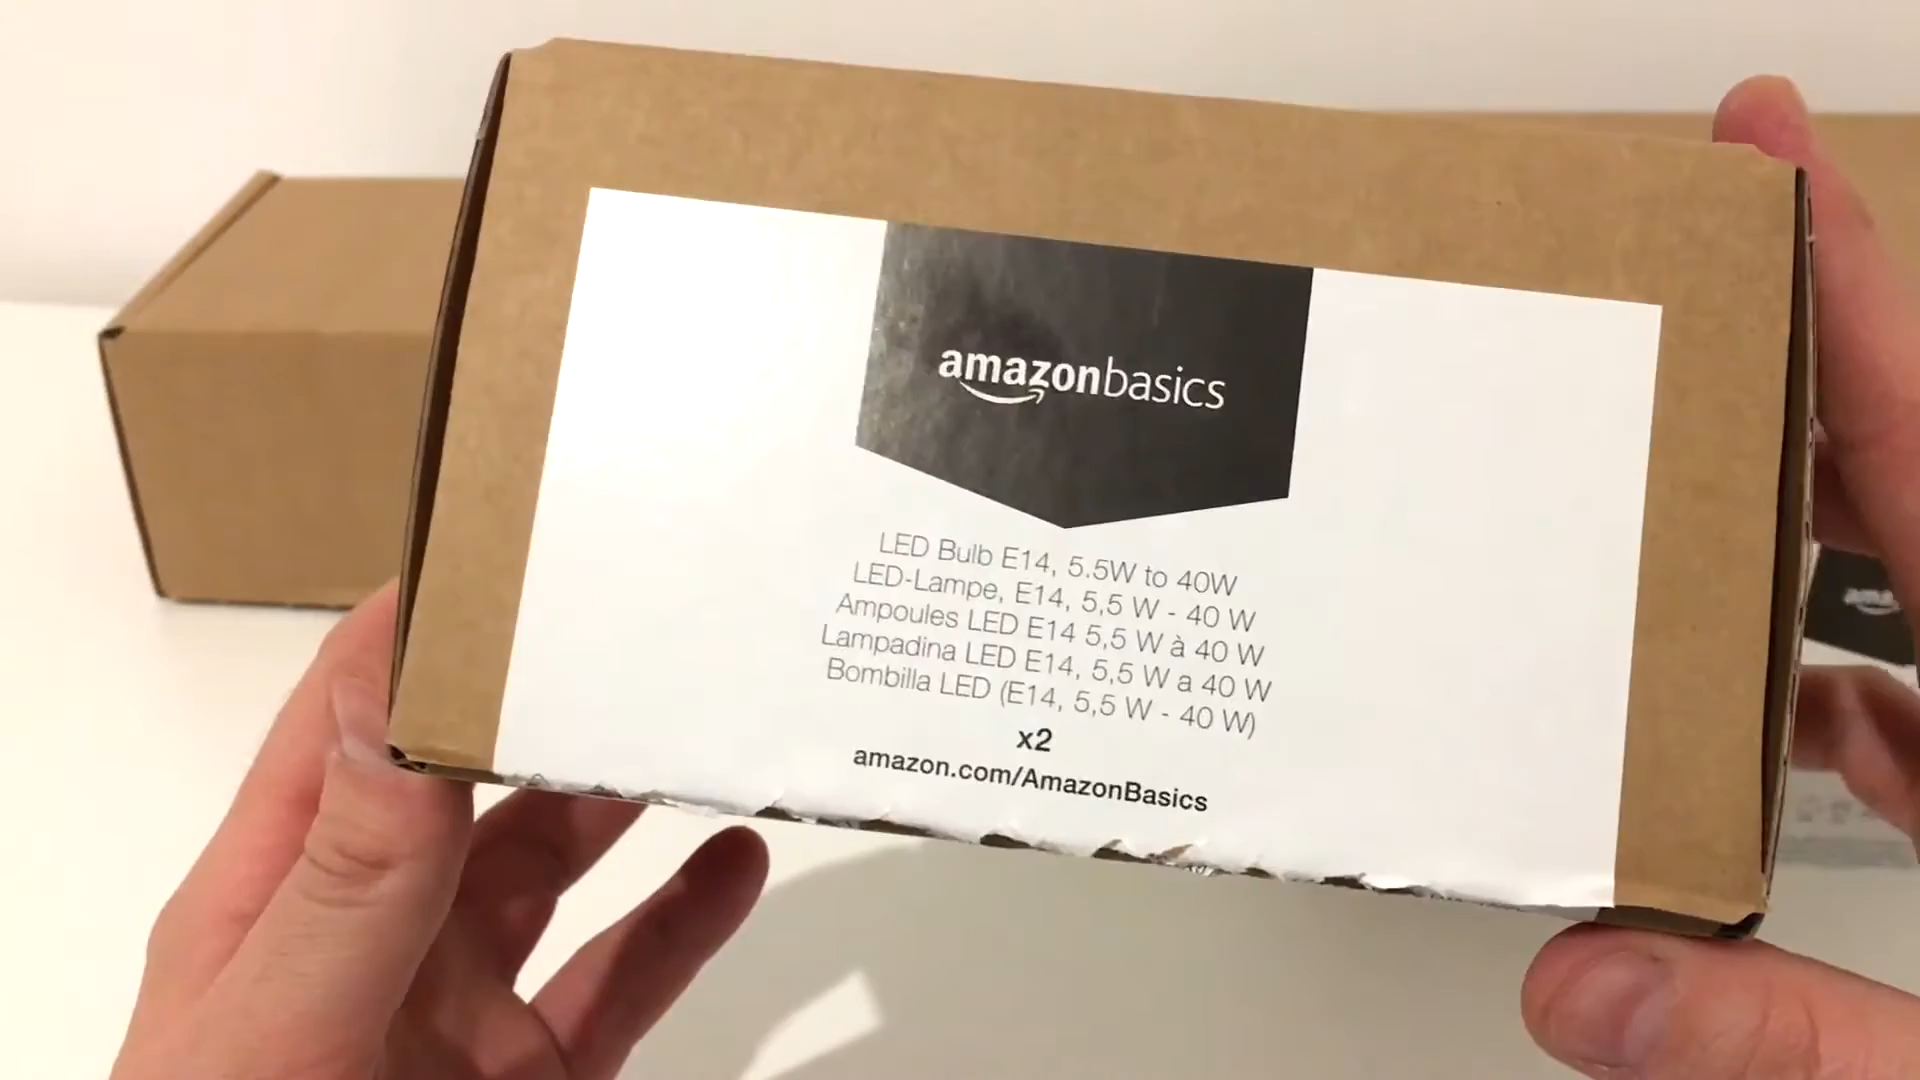 amazonbasics
LED Bulb E14, 5.5W to 40W
LED-Lampe, E14, 5,5 W - 40 W
Ampoules LED E14 5,5 W à 40 W
Lampadina LED E14, 5,5 W a 40 W
Bombilla LED (E14, 5,5 W - 40 W)
x2
amazon.com/AmazonBasics